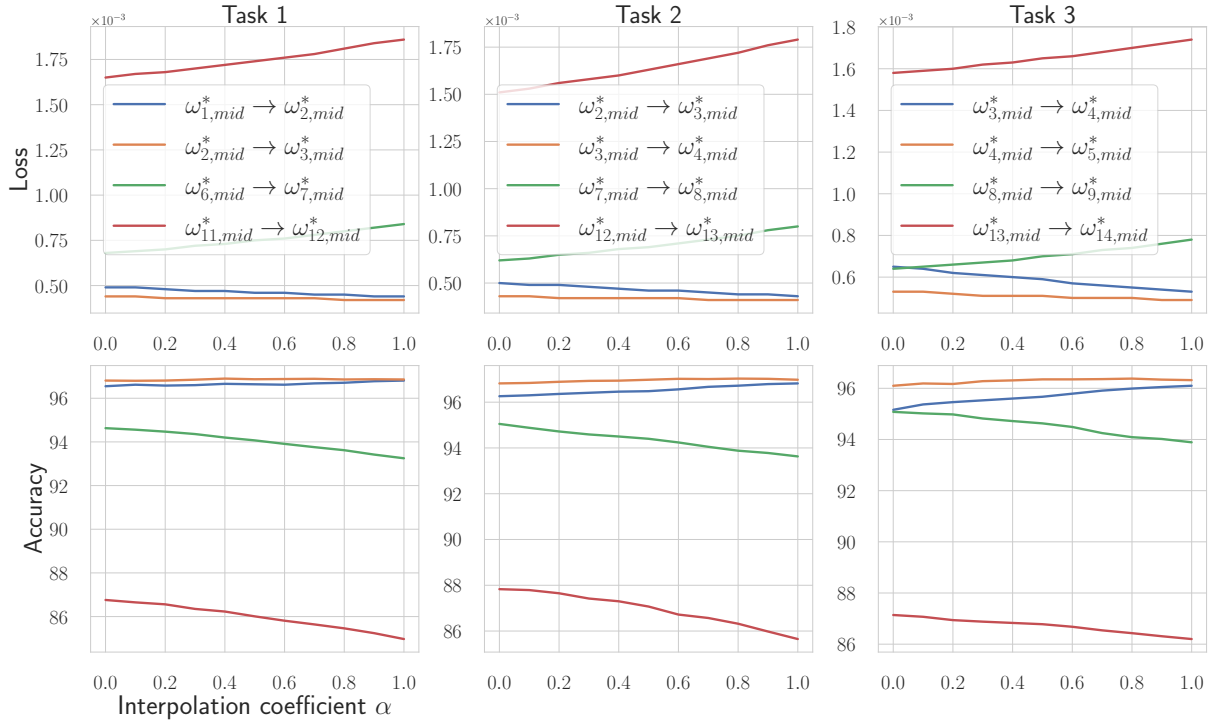 Task 1
Task 2
Task 3
×10⁻³
×10⁻³
×10⁻³
Loss
1.75
1.50
1.25
1.00
0.75
0.50
ω*₁,mid → ω*₂,mid
ω*₂,mid → ω*₃,mid
ω*₆,mid → ω*₇,mid
ω*₁₁,mid → ω*₁₂,mid
0.0 0.2 0.4 0.6 0.8 1.0
1.75
1.50
1.25
1.00
0.75
0.50
ω*₂,mid → ω*₃,mid
ω*₃,mid → ω*₄,mid
ω*₇,mid → ω*₈,mid
ω*₁₂,mid → ω*₁₃,mid
0.0 0.2 0.4 0.6 0.8 1.0
1.8
1.6
1.4
1.2
1.0
0.8
0.6
ω*₃,mid → ω*₄,mid
ω*₄,mid → ω*₅,mid
ω*₈,mid → ω*₉,mid
ω*₁₃,mid → ω*₁₄,mid
0.0 0.2 0.4 0.6 0.8 1.0
Accuracy
96
94
92
90
88
86
0.0 0.2 0.4 0.6 0.8 1.0
96
94
92
90
88
86
0.0 0.2 0.4 0.6 0.8 1.0
96
94
92
90
88
86
0.0 0.2 0.4 0.6 0.8 1.0
Interpolation coefficient α